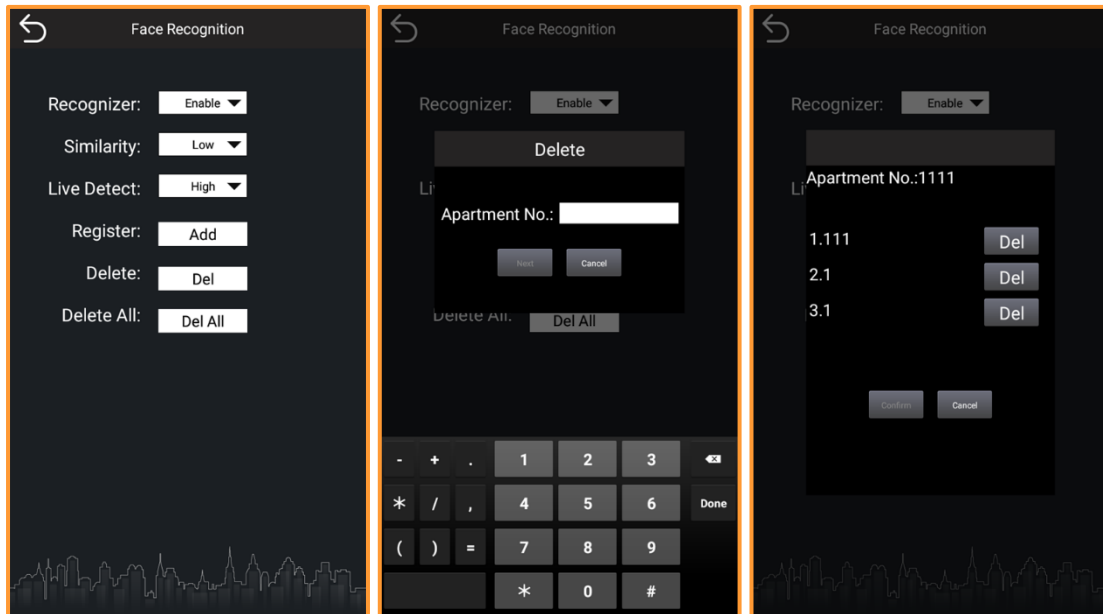 Face Recognition
Recognizer: Enable
Similarity: Low
Live Detect: High
Register: Add
Delete: Del
Delete All: Del All
Face Recognition
Recognizer: Enable
Delete
Li
Apartment No.:
Next Cancel
Delete All: Del All
- + . 1 2 3
* / , 4 5 6 Done
( ) = 7 8 9
* 0 #
Face Recognition
Recognizer: Enable
Li
Apartment No.:1111
1.111 Del
2.1 Del
3.1 Del
Confirm Cancel